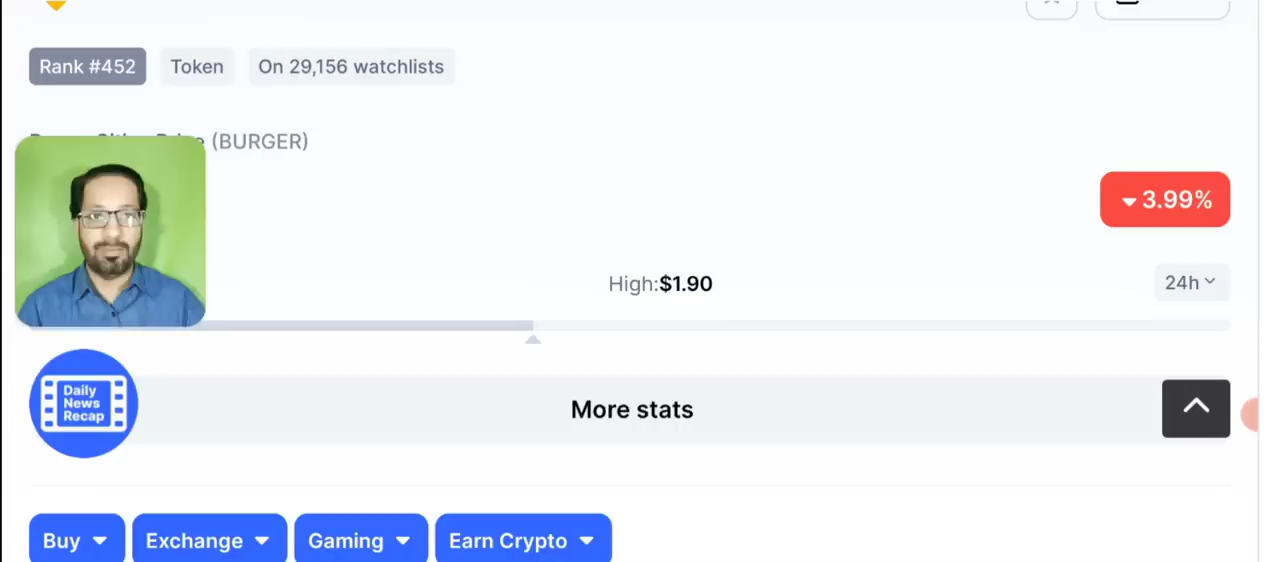 Rank #452 Token On 29,156 watchlists
(BURGER)
3.99%
High:$1.90
24h
Daily
News
Recap
More stats
Buy Exchange Gaming Earn Crypto